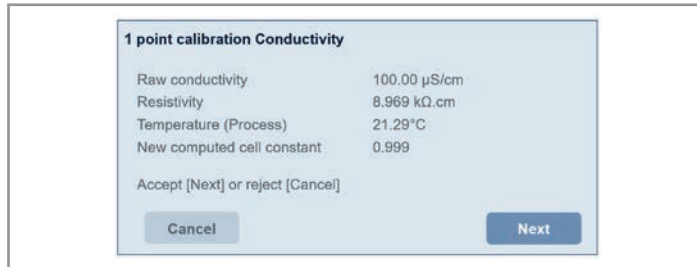 1 point calibration Conductivity
Raw conductivity 100.00 µS/cm
Resistivity 8.969 kΩ.cm
Temperature (Process) 21.29°C
New computed cell constant 0.999
Accept [Next] or reject [Cancel]
Cancel Next